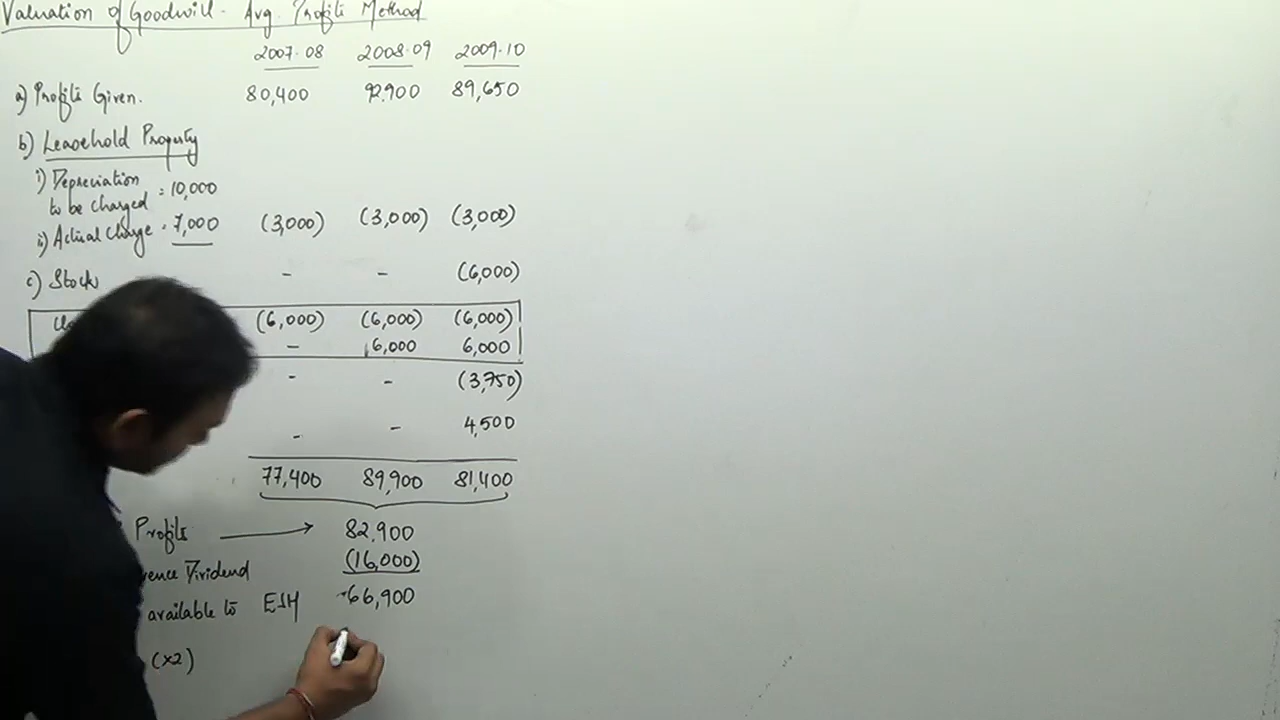 Valuation of Goodwill - Avg. Profits Method
2007-08 2008-09 2009-10
a) Profits Given. 80,400 92,900 89,650
b) Leasehold Property
i) Depreciation
to be charged = 10,000
ii) Actual Charge = 7,000 (3,000) (3,000) (3,000)
c) Stock - - (6,000)
(6,000) (6,000) (6,000)
- 6,000 6,000
- - (3,750)
- - 4,500
77,400 89,900 81,400
Profits → 82,900
Dividend (16,000)
available to ESH 66,900
(x2)